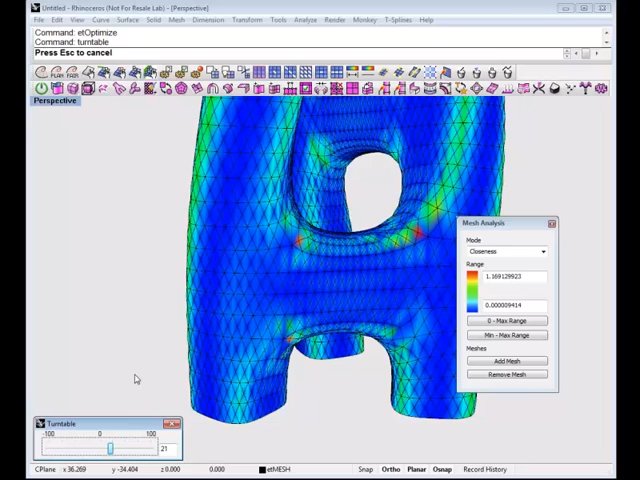 Untitled - Rhinoceros (Not For Resale Lab) - [Perspective]
File Edit View Curve Surface Solid Mesh Dimension Transform Tools Analyze Render Monkey T-Splines Help
Command: etOptimize
Command: turntable
Press Esc to cancel
Perspective
Mesh Analysis
Mode
Closeness
Range
1.169129923
0.000009414
0 - Max Range
Min - Max Range
Meshes
Add Mesh
Remove Mesh
Turntable
-100 0 100
21
CPlane x 36.269 y -34.404 z 0.000 0.000 etMESH Snap Ortho Planar Osnap Record History